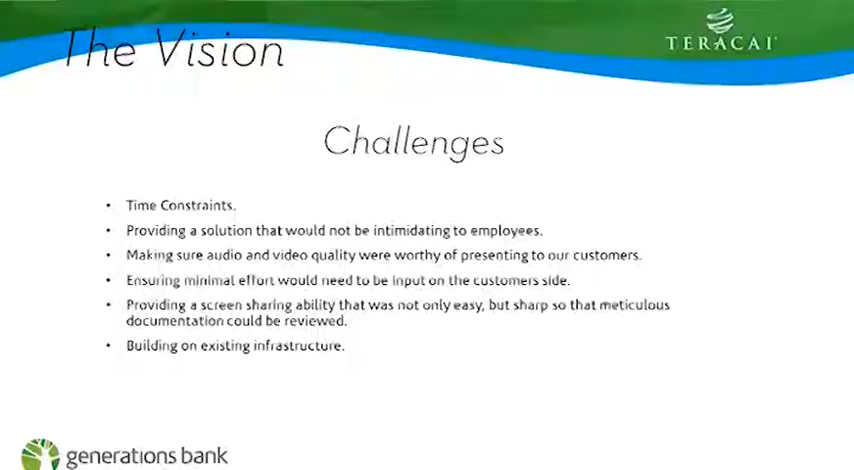 The Vision
TERACAI
Challenges
• Time Constraints.
• Providing a solution that would not be intimidating to employees.
• Making sure audio and video quality were worthy of presenting to our customers.
• Ensuring minimal effort would need to be input on the customers side.
• Providing a screen sharing ability that was not only easy, but sharp so that meticulous
documentation could be reviewed.
• Building on existing infrastructure.
generations bank